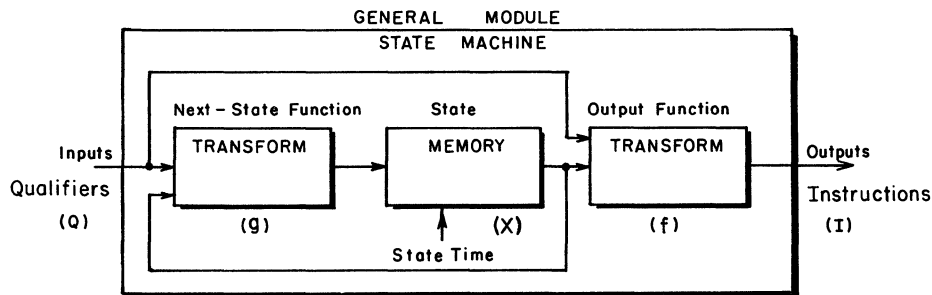 GENERAL MODULE
STATE MACHINE
Next-State Function
State
Output Function
TRANSFORM
MEMORY
TRANSFORM
Inputs
Qualifiers
(Q)
(g)
(X)
(f)
State Time
Outputs
Instructions
(I)